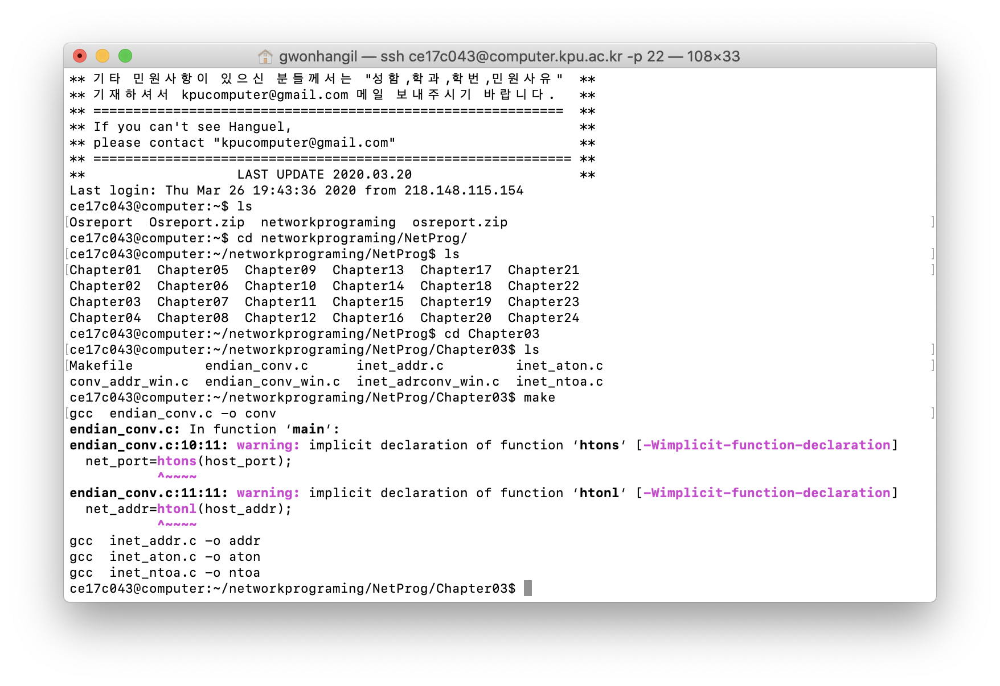 gwonhangil — ssh ce17c043@computer.kpu.ac.kr -p 22 — 108×33
** 기타 민원사항이 있으신 분들께서는 "성함,학과,학번,민원사유"  **
** 기재하셔서 kpucomputer@gmail.com 메일 보내주시기 바랍니다.   **
** ===========================================================  **
** If you can't see Hanguel,                                    **
** please contact "kpucomputer@gmail.com"                       **
** ============================================================ **
**                   LAST UPDATE 2020.03.20                     **
Last login: Thu Mar 26 19:43:36 2020 from 218.148.115.154
ce17c043@computer:~$ ls
[Osreport  Osreport.zip  networkprograming  osreport.zip ]
ce17c043@computer:~$ cd networkprograming/NetProg/
[ce17c043@computer:~/networkprograming/NetProg$ ls ]
[Chapter01  Chapter05  Chapter09  Chapter13  Chapter17  Chapter21 ]
Chapter02  Chapter06  Chapter10  Chapter14  Chapter18  Chapter22
Chapter03  Chapter07  Chapter11  Chapter15  Chapter19  Chapter23
Chapter04  Chapter08  Chapter12  Chapter16  Chapter20  Chapter24
ce17c043@computer:~/networkprograming/NetProg$ cd Chapter03
[ce17c043@computer:~/networkprograming/NetProg/Chapter03$ ls ]
[Makefile         endian_conv.c      inet_addr.c         inet_aton.c ]
conv_addr_win.c  endian_conv_win.c  inet_adrconv_win.c  inet_ntoa.c
ce17c043@computer:~/networkprograming/NetProg/Chapter03$ make
[gcc  endian_conv.c -o conv ]
endian_conv.c: In function ‘main’:
endian_conv.c:10:11: warning: implicit declaration of function ‘htons’ [-Wimplicit-function-declaration]
  net_port=htons(host_port);
           ^~~~~
endian_conv.c:11:11: warning: implicit declaration of function ‘htonl’ [-Wimplicit-function-declaration]
  net_addr=htonl(host_addr);
           ^~~~~
gcc  inet_addr.c -o addr
gcc  inet_aton.c -o aton
gcc  inet_ntoa.c -o ntoa
ce17c043@computer:~/networkprograming/NetProg/Chapter03$